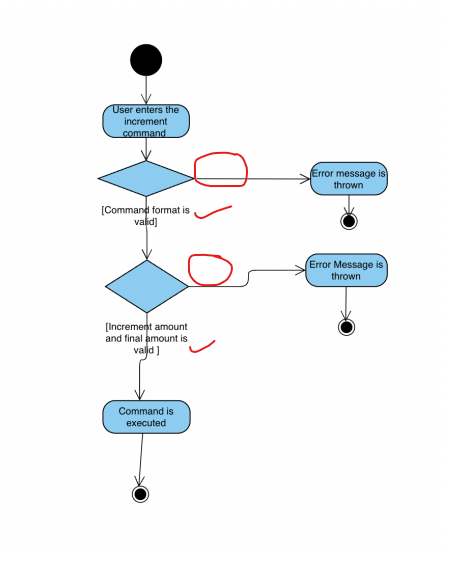 User enters the
increment
command
Error message is
thrown
[Command format is
valid]
Error Message is
thrown
[Increment amount
and final amount is
valid ]
Command is
executed